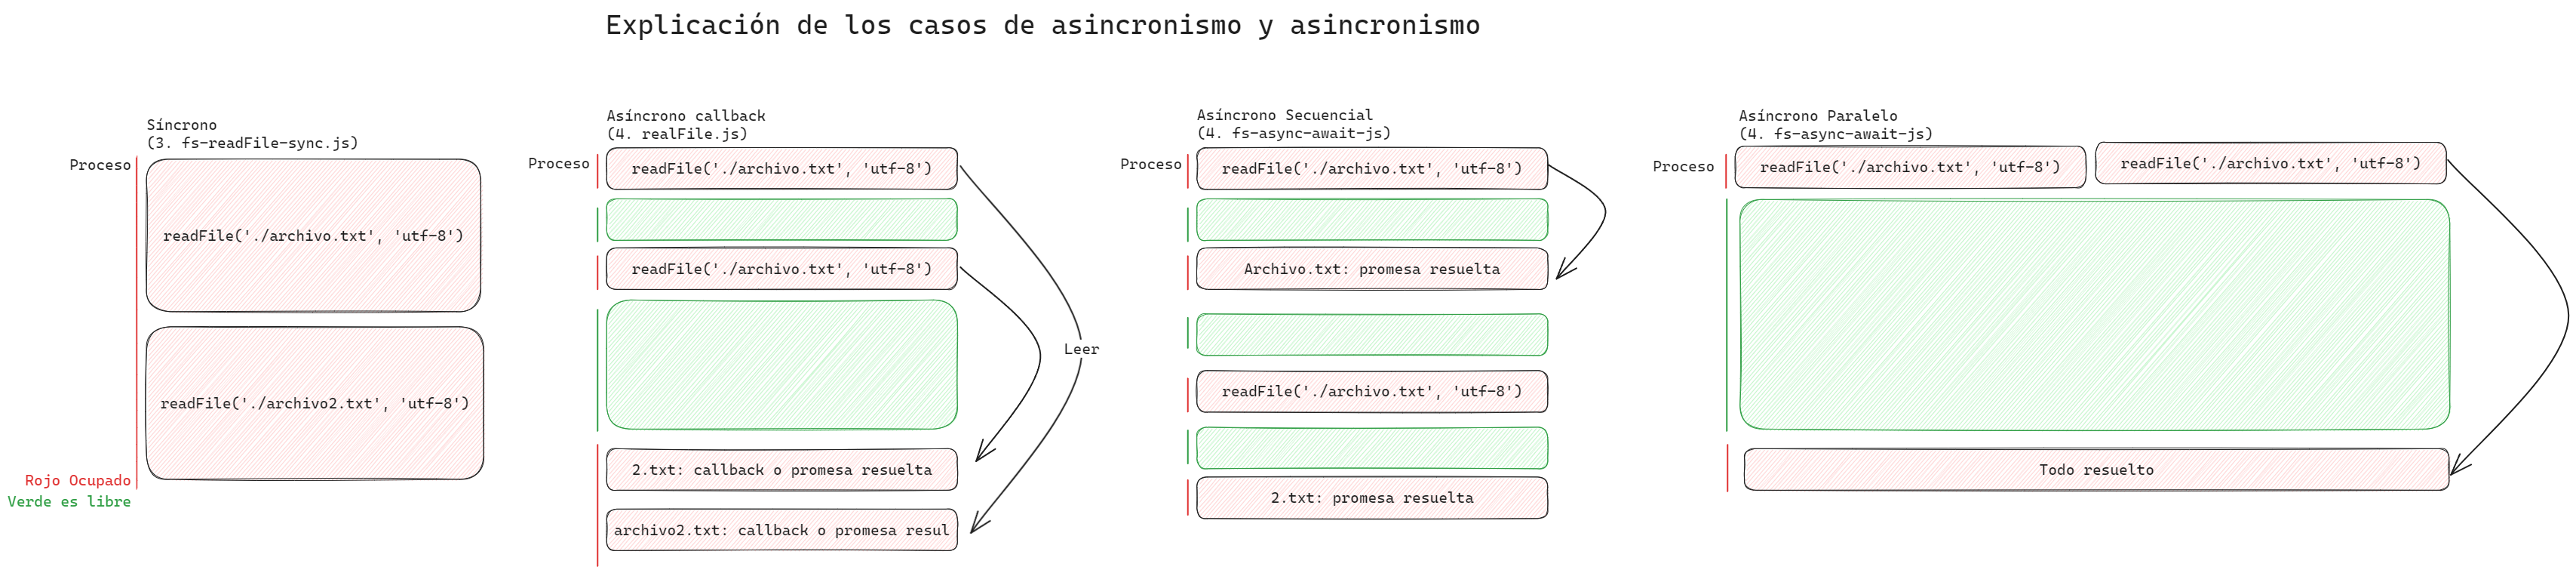 Explicación de los casos de asincronismo y asincronismo
Síncrono
(3. fs-readFile-sync.js)
Proceso
readFile('./archivo.txt', 'utf-8')
readFile('./archivo2.txt', 'utf-8')
Rojo Ocupado
Verde es libre
Asíncrono callback
(4. realFile.js)
Proceso
readFile('./archivo.txt', 'utf-8')
readFile('./archivo.txt', 'utf-8')
Leer
2.txt: callback o promesa resuelta
archivo2.txt: callback o promesa resul
Asíncrono Secuencial
(4. fs-async-await-js)
Proceso
readFile('./archivo.txt', 'utf-8')
Archivo.txt: promesa resuelta
readFile('./archivo.txt', 'utf-8')
2.txt: promesa resuelta
Asíncrono Paralelo
(4. fs-async-await-js)
Proceso
readFile('./archivo.txt', 'utf-8')
readFile('./archivo.txt', 'utf-8')
Todo resuelto